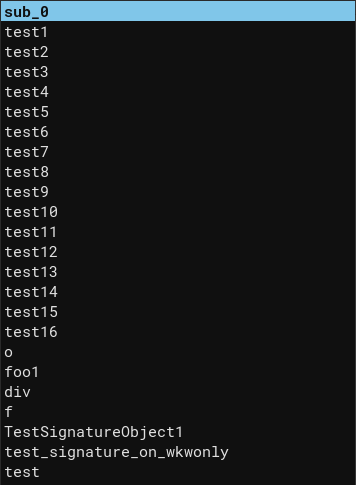 sub_0
test1
test2
test3
test4
test5
test6
test7
test8
test9
test10
test11
test12
test13
test14
test15
test16
o
foo1
div
f
TestSignatureObject1
test_signature_on_wkwonly
test